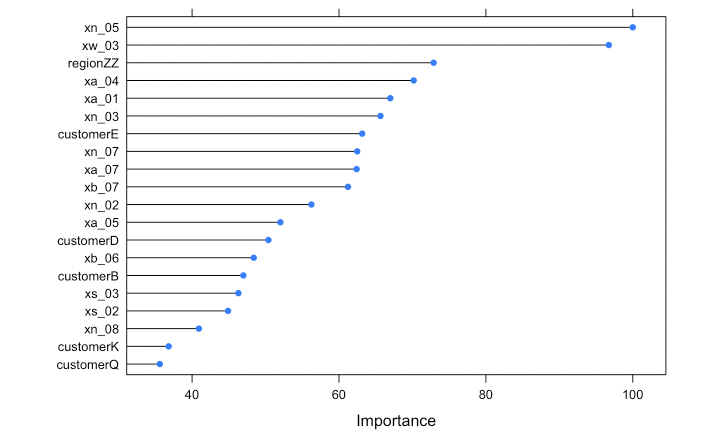 xn_05
xw_03
regionZZ
xa_04
xa_01
xn_03
customerE
xn_07
xa_07
xb_07
xn_02
xa_05
customerD
xb_06
customerB
xs_03
xs_02
xn_08
customerK
customerQ
40 60 80 100
Importance